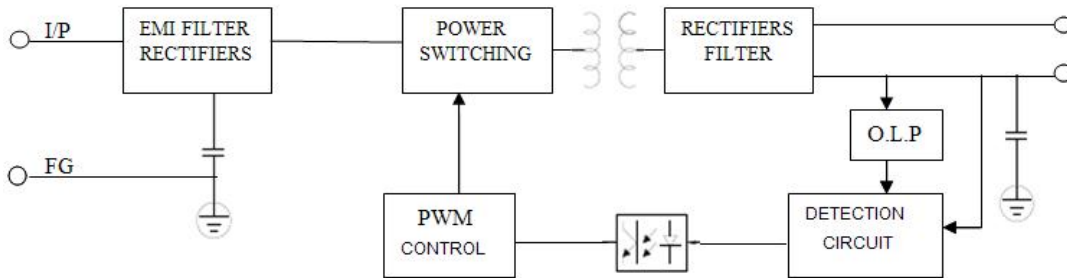 I/P
EMI FILTER
RECTIFIERS
POWER
SWITCHING
RECTIFIERS
FILTER
O.L.P
FG
PWM
CONTROL
DETECTION
CIRCUIT